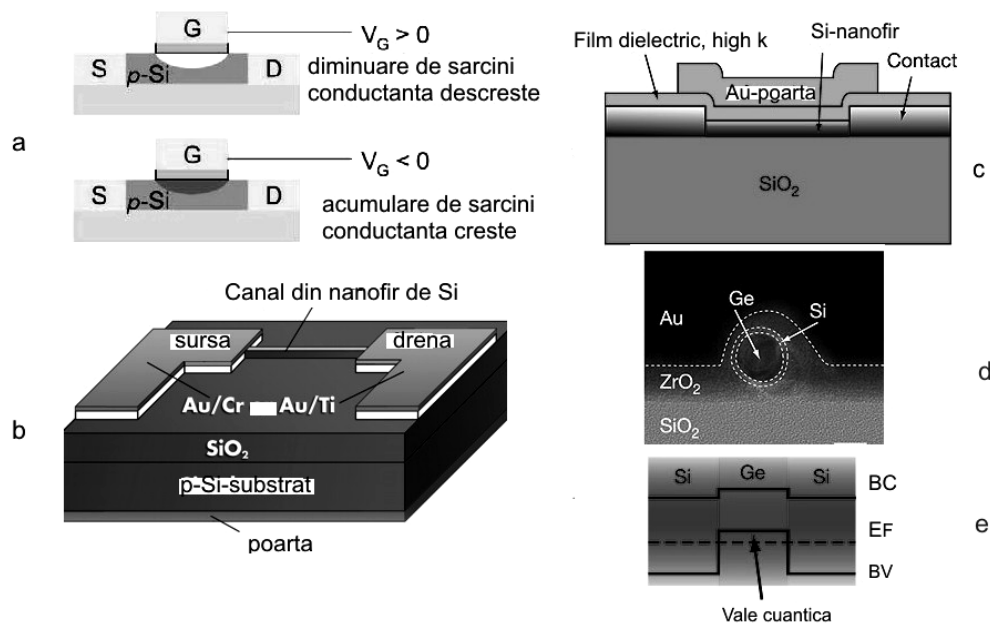 a
G
V_G > 0
S
p-Si
D
diminuare de sarcini
conductanta descreste
G
V_G < 0
S
p-Si
D
acumulare de sarcini
conductanta creste
b
Canal din nanofir de Si
sursa
drena
Au/Cr
Au/Ti
SiO₂
p-Si-substrat
poarta
c
Si-nanofir
Film dielectric, high k
Contact
Au-pgarta
SiO₂
d
Ge
Si
Au
ZrO₂
SiO₂
e
Si
Ge
Si
BC
EF
BV
Vale cuantica